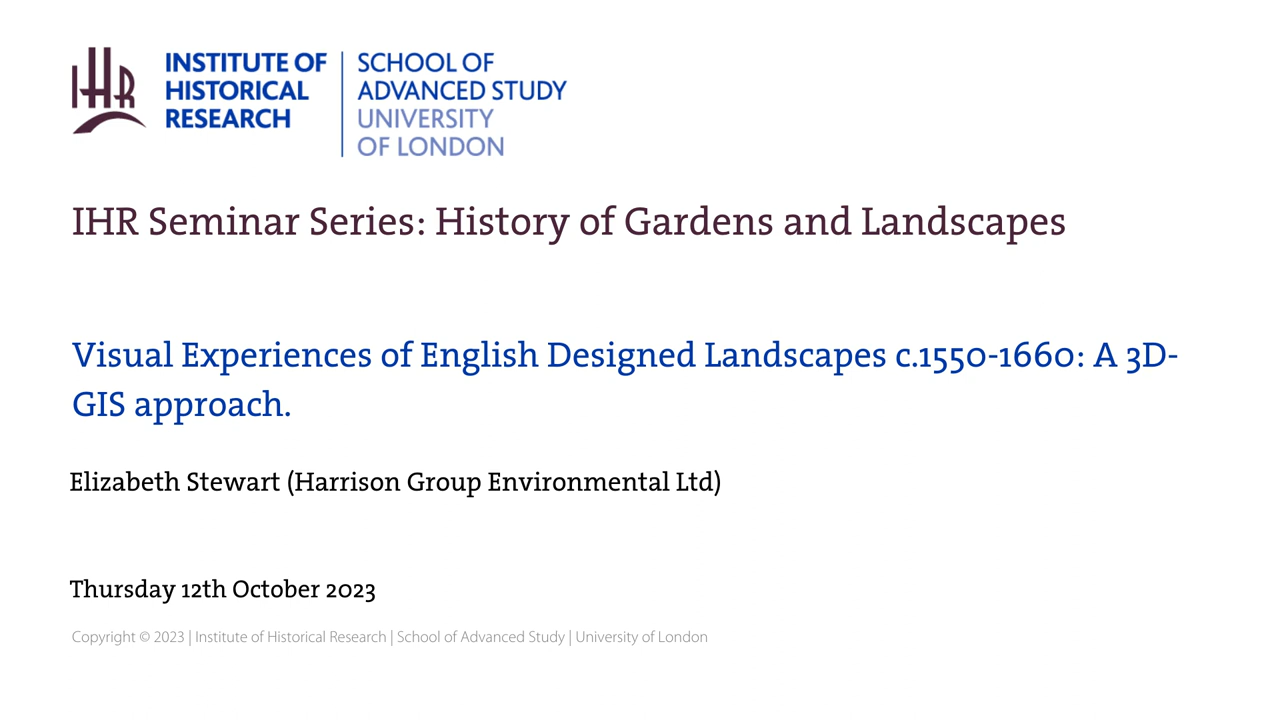 IHR
INSTITUTE OF
HISTORICAL
RESEARCH
SCHOOL OF
ADVANCED STUDY
UNIVERSITY
OF LONDON
IHR Seminar Series: History of Gardens and Landscapes
Visual Experiences of English Designed Landscapes c.1550-1660: A 3D-
GIS approach.
Elizabeth Stewart (Harrison Group Environmental Ltd)
Thursday 12th October 2023
Copyright © 2023 | Institute of Historical Research | School of Advanced Study | University of London